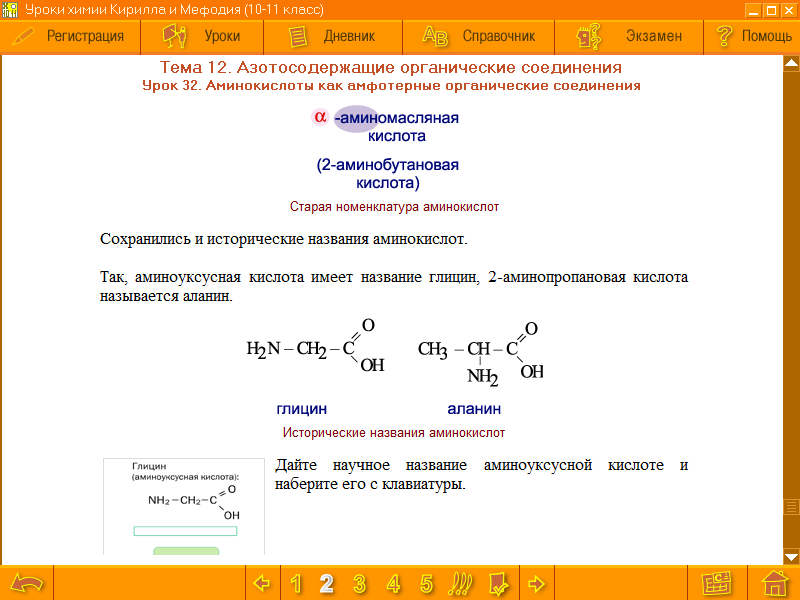 Уроки химии Кирилла и Мефодия (10-11 класс)
Регистрация Уроки Дневник Справочник Экзамен Помощь
Тема 12. Азотосодержащие органические соединения
Урок 32. Аминокислоты как амфотерные органические соединения
α -аминомасляная
кислота
(2-аминобутановая
кислота)
Старая номенклатура аминокислот
Сохранились и исторические названия аминокислот.
Так, аминоуксусная кислота имеет название глицин, 2-аминопропановая кислота
называется аланин.
H2N – CH2 – C O OH
CH3 – CH – C O OH
NH2
глицин аланин
Исторические названия аминокислот
Глицин
(аминоуксусная кислота):
NH2 – CH2 – C O OH
Дайте научное название аминоуксусной кислоте и
наберите его с клавиатуры.
1 2 3 4 5